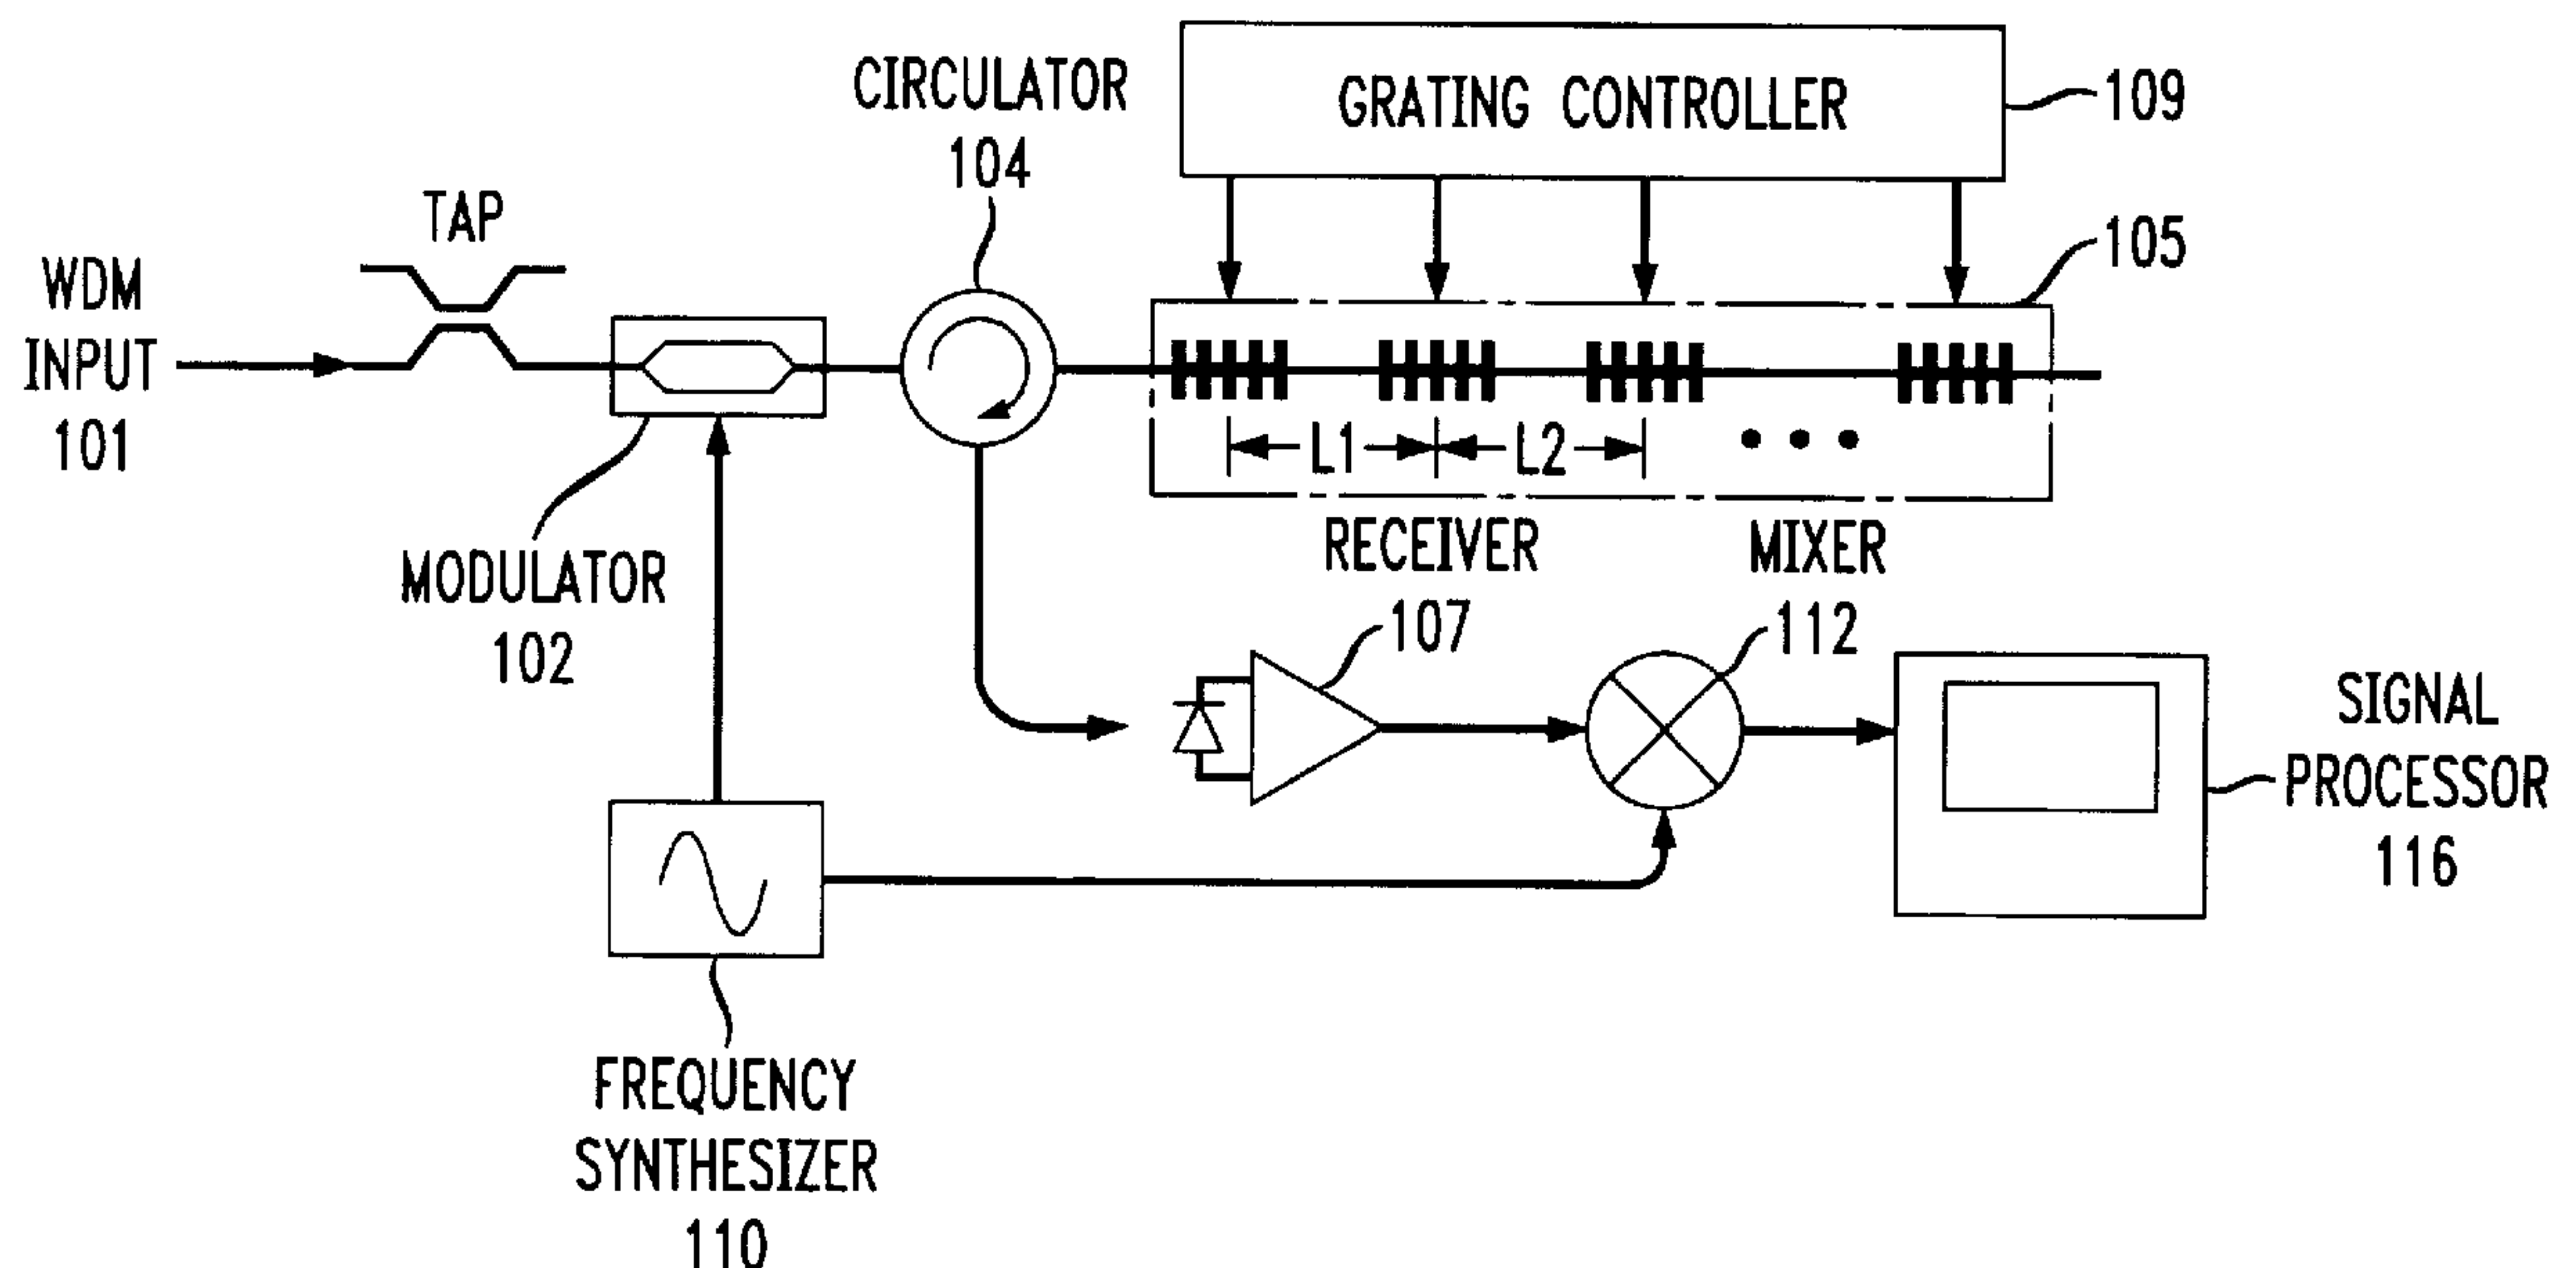 CIRCULATOR
104
GRATING CONTROLLER
109
TAP
105
WDM
INPUT
101
L1
L2
MODULATOR
102
RECEIVER
107
MIXER
112
SIGNAL
PROCESSOR
116
FREQUENCY
SYNTHESIZER
110